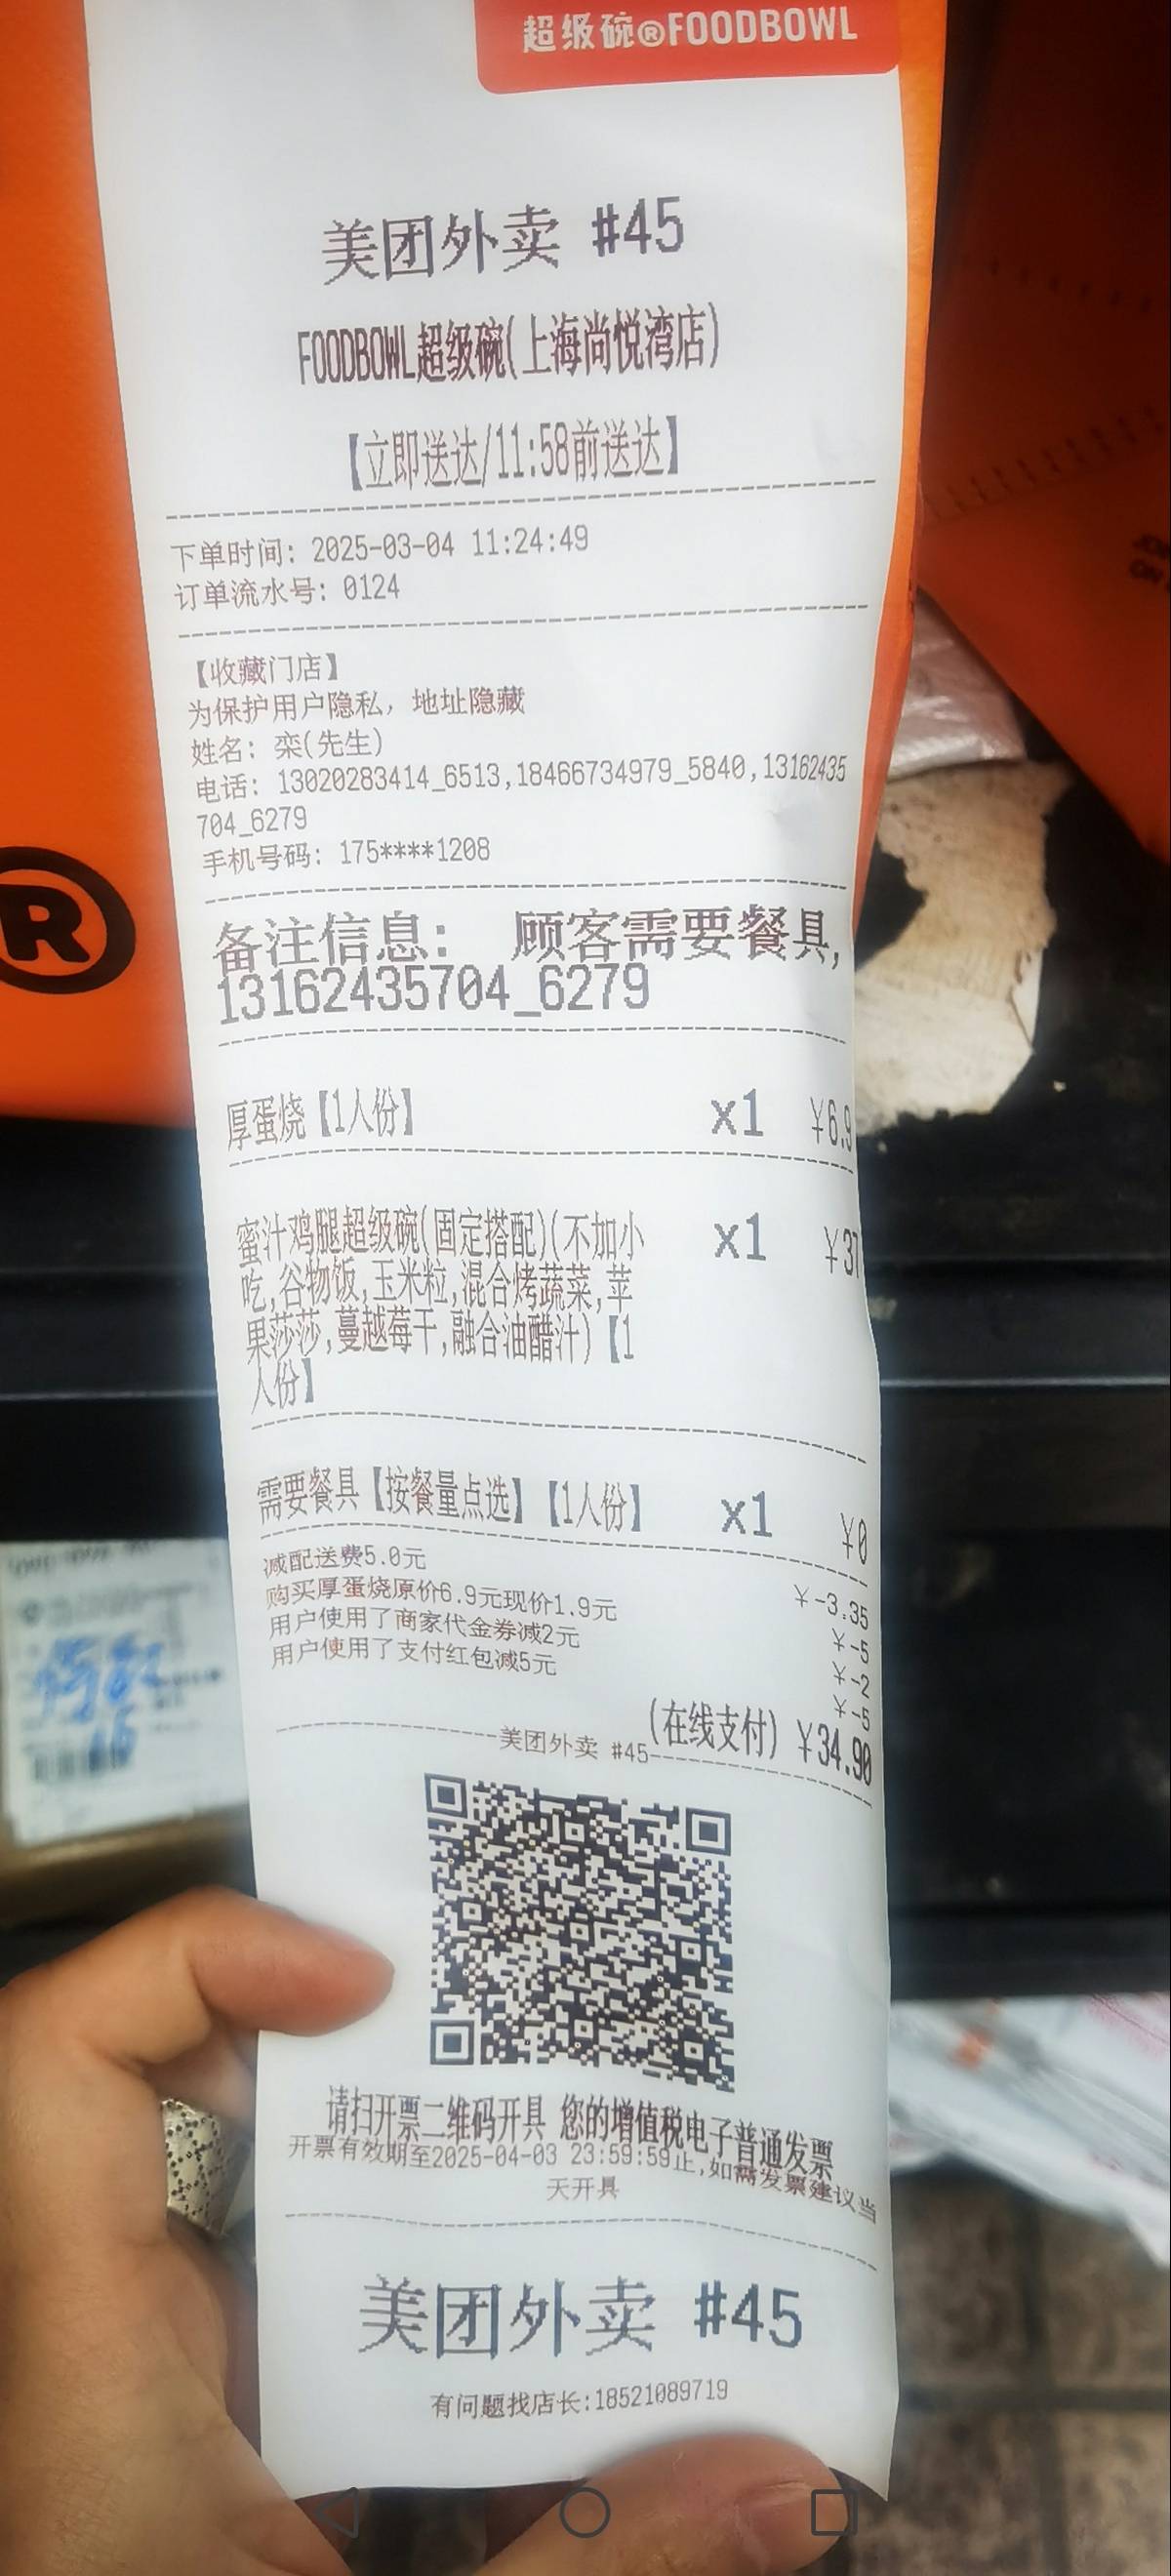 超级碗®FOODBOWL
美团外卖 #45
FOODBOWL超级碗(上海尚悦湾店)
【立即送达/11:58前送达】
下单时间: 2025-03-04 11:24:49
订单流水号: 0124
【收藏门店】
为保护用户隐私, 地址隐藏
姓名: 栾(先生)
电话: 13020283414_6513,18466734979_5840,13162435
704_6279
手机号码: 175****1208
备注信息: 顾客需要餐具,
13162435704_6279
厚蛋烧【1人份】 x1 ¥6.9
蜜汁鸡腿超级碗(固定搭配)(不加小 x1 ¥37
吃,谷物饭,玉米粒,混合烤蔬菜,苹
果莎莎,蔓越莓干,融合油醋汁)【1
人份】
需要餐具【按餐量点选】【1人份】 x1 ¥0
减配送费5.0元 ¥-3.35
购买厚蛋烧原价6.9元现价1.9元 ¥-5
用户使用了商家代金券减2元 ¥-2
用户使用了支付红包减5元 ¥-5
(在线支付) ¥34.90
美团外卖 #45
请扫开票二维码开具 您的增值税电子普通发票
开票有效期至2025-04-03 23:59:59止,如需发票建议当
天开具
美团外卖 #45
有问题找店长:18521089719
®